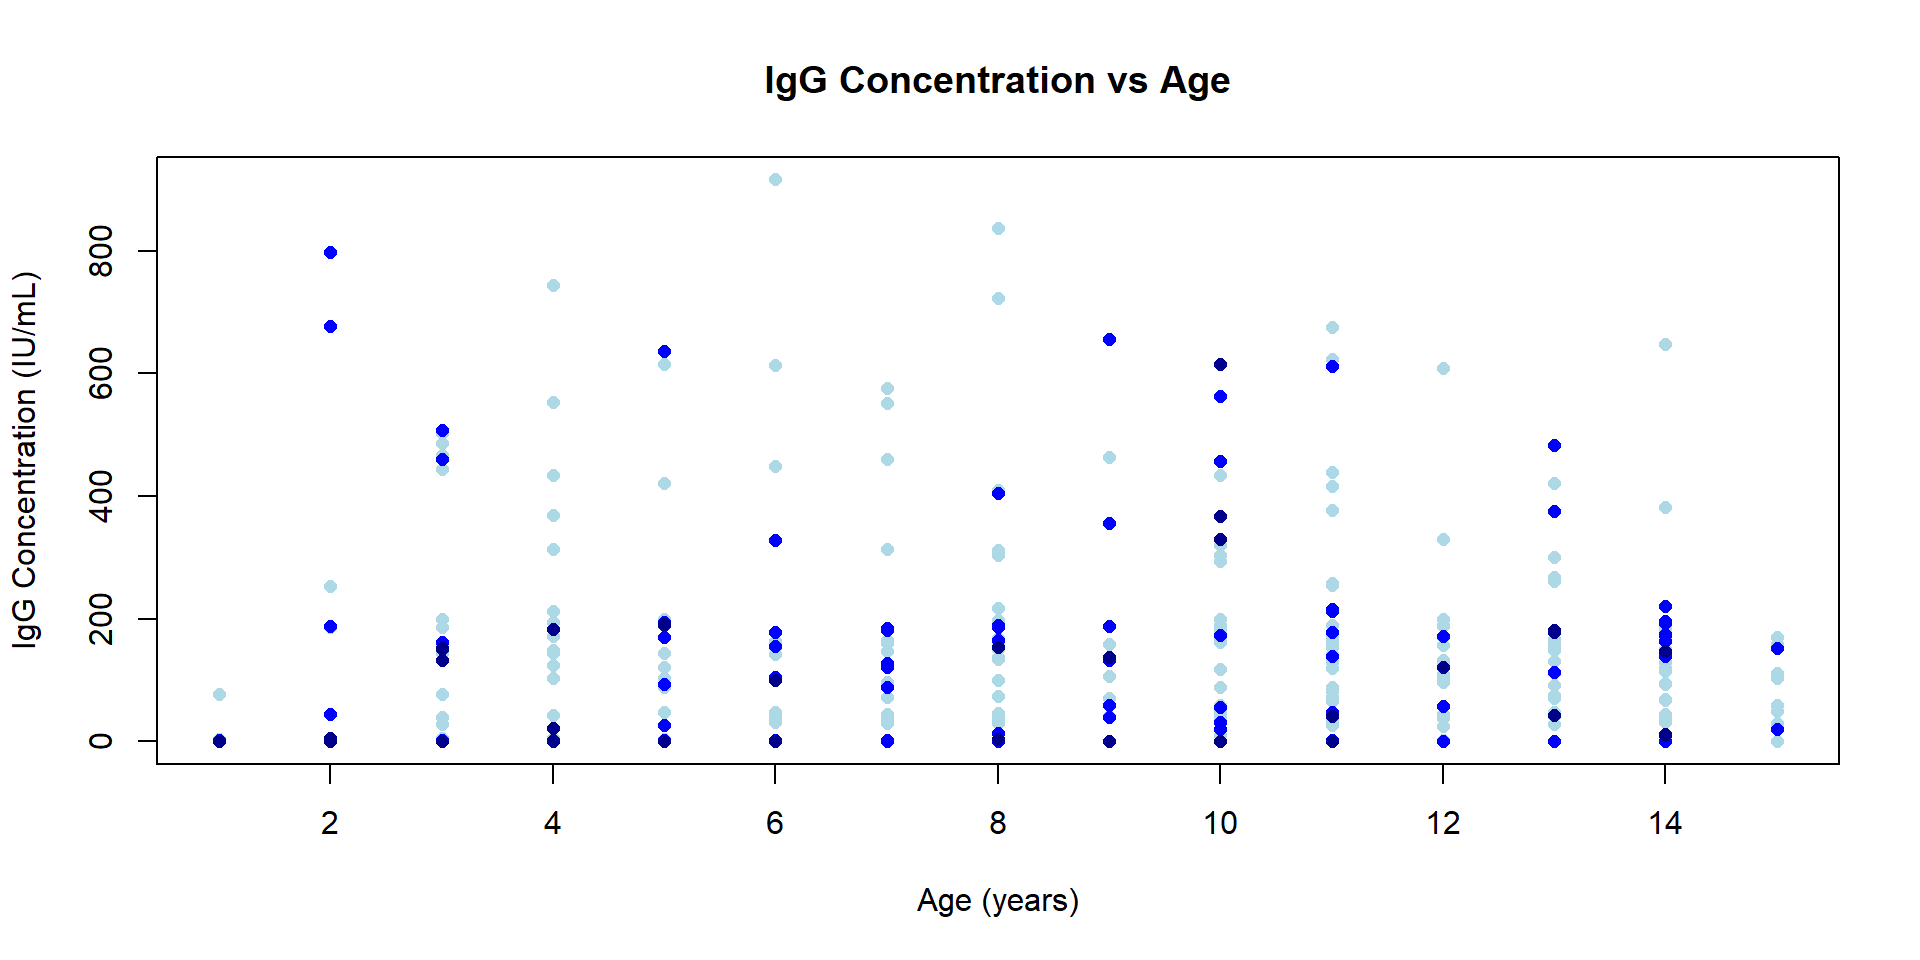 IgG Concentration vs Age
IgG Concentration (IU/mL)
800
600
400
200
0
2 4 6 8 10 12 14
Age (years)